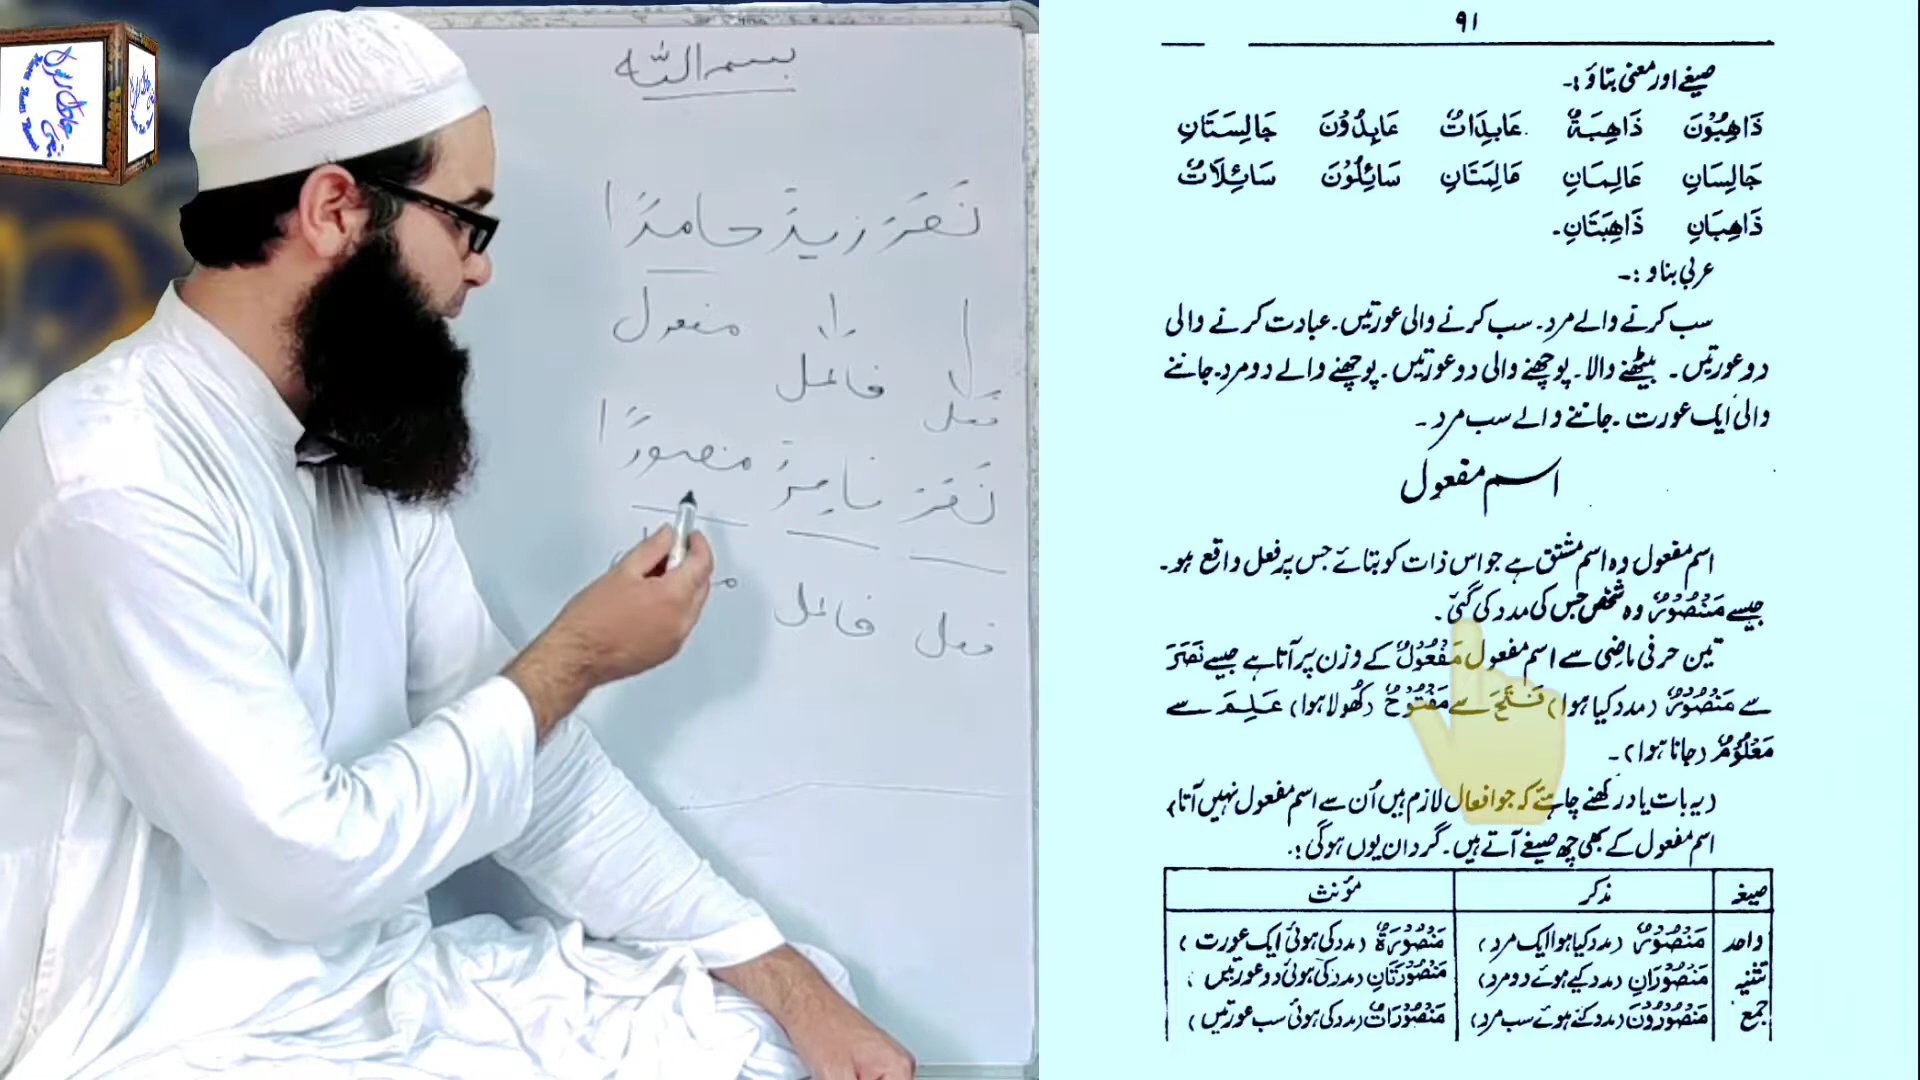 بسم اللہ
نَصَرَ زیدٌ حامدًا
مفعول
فاعل
فعل
نَصَرَ ناصِرٌ منصورًا
فاعل
فعل
۹۱
صیغے اور معنی بتاؤ :۔
ذَاهِبُوْنَ ذَاهِبَةٌ عَابِدَاتٌ عَابِدُوْنَ جَالِسَتَانِ
جَالِسَانِ عَالِمَانِ عَالِمَتَانِ سَائِلُوْنَ سَائِلَاتٌ
ذَاهِبَانِ ذَاهِبَتَانِ۔
عربی بناو :۔
سب کرنے والے مرد۔ سب کرنے والی عورتیں۔ عبادت کرنے والی
دو عورتیں۔ بیٹھنے والا۔ پوچھنے والی دو عورتیں۔ پوچھنے والے دو مرد۔ جاننے
والی ایک عورت۔ جاننے والے سب مرد۔
اسم مفعول
اسم مفعول وہ اسم مشتق ہے جو اس ذات کو بتائے جس پر فعل واقع ہو۔
جیسے مَنْصُوْرٌ وہ شخص جس کی مدد کی گئی۔
تین حرفی ماضی سے اسم مفعول مَفْعُوْلٌ کے وزن پر آتا ہے جیسے نَصَرَ
سے مَنْصُوْرٌ (مدد کیا ہوا) فَتَحَ سے مَفْتُوْحٌ (کھولا ہوا) عَلِمَ سے
مَعْلُوْمٌ (جانا ہوا)۔
(یہ بات یاد رکھنے چاہئے کہ جو افعال لازم ہیں اُن سے اسم مفعول نہیں آتا)
اسم مفعول کے بھی چھ صیغے آتے ہیں۔ گردان یوں ہوگی :۔
صیغہ مذکر مؤنث
واحد مَنْصُوْرٌ (مدد کیا ہوا ایک مرد) مَنْصُوْرَةٌ (مدد کی ہوئی ایک عورت)
تثنیہ مَنْصُوْرَانِ (مدد کیے ہوئے دو مرد) مَنْصُوْرَتَانِ (مدد کی ہوئی دو عورتیں)
جمع مَنْصُوْرُوْنَ (مدد کئے ہوئے سب مرد) مَنْصُوْرَاتٌ (مدد کی ہوئی سب عورتیں)